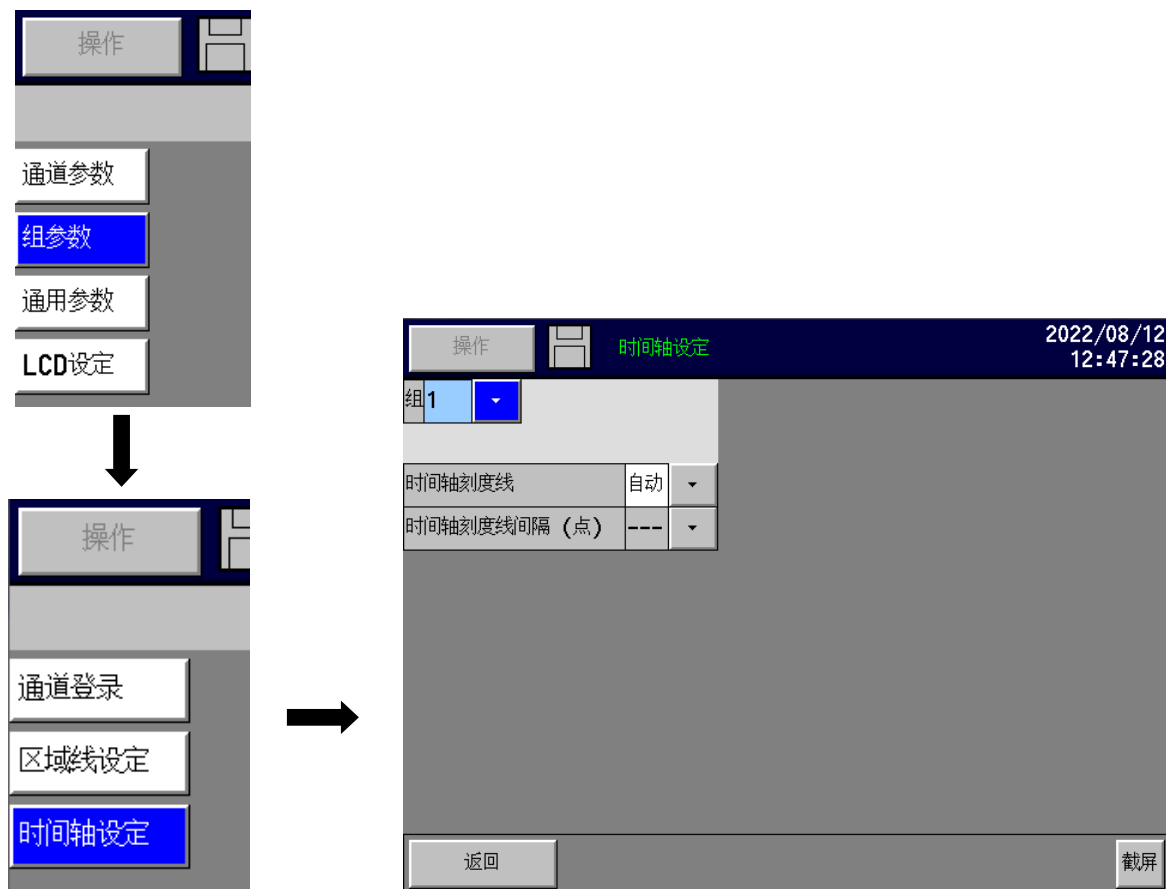 操作
通道参数
组参数
通用参数
LCD设定
操作
通道登录
区域线设定
时间轴设定
操作 时间轴设定 2022/08/12
12:47:28
组 1
时间轴刻度线 自动
时间轴刻度线间隔 (点) ---
返回 截屏